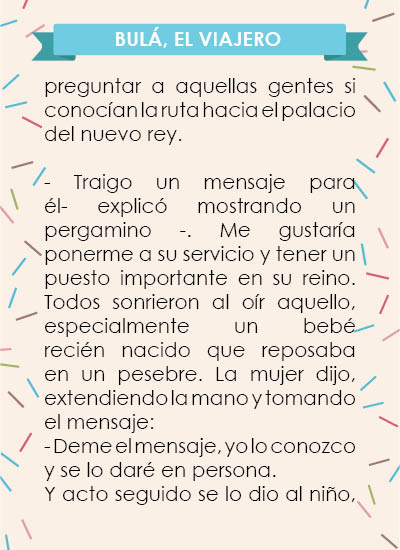 BULÁ, EL VIAJERO
preguntar a aquellas gentes si
conocían la ruta hacia el palacio
del nuevo rey.
- Traigo un mensaje para
él- explicó mostrando un
pergamino -. Me gustaría
ponerme a su servicio y tener un
puesto importante en su reino.
Todos sonrieron al oír aquello,
especialmente un bebé
recién nacido que reposaba
en un pesebre. La mujer dijo,
extendiendo la mano y tomando
el mensaje:
- Deme el mensaje, yo lo conozco
y se lo daré en persona.
Y acto seguido se lo dio al niño,